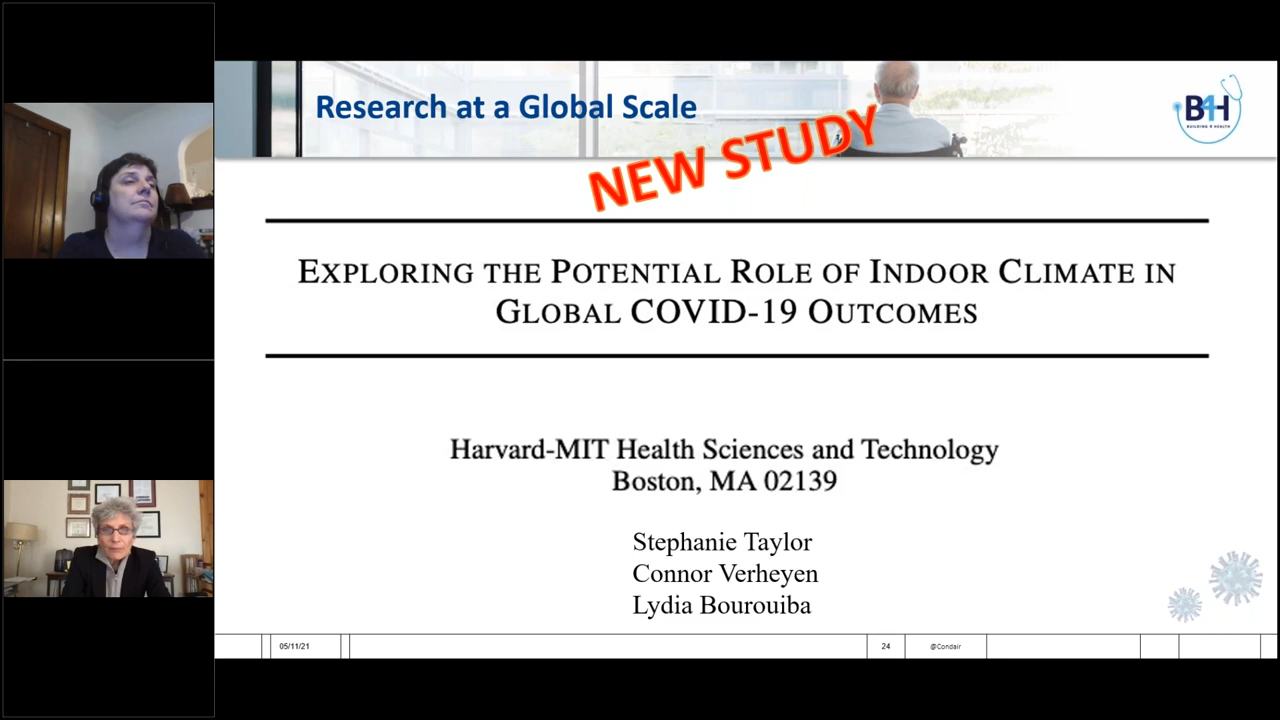 Research at a Global Scale
NEW STUDY
B4H
BUILDING 4 HEALTH
EXPLORING THE POTENTIAL ROLE OF INDOOR CLIMATE IN
GLOBAL COVID-19 OUTCOMES
Harvard-MIT Health Sciences and Technology
Boston, MA 02139
Stephanie Taylor
Connor Verheyen
Lydia Bourouiba
05/11/21
24
@Condair